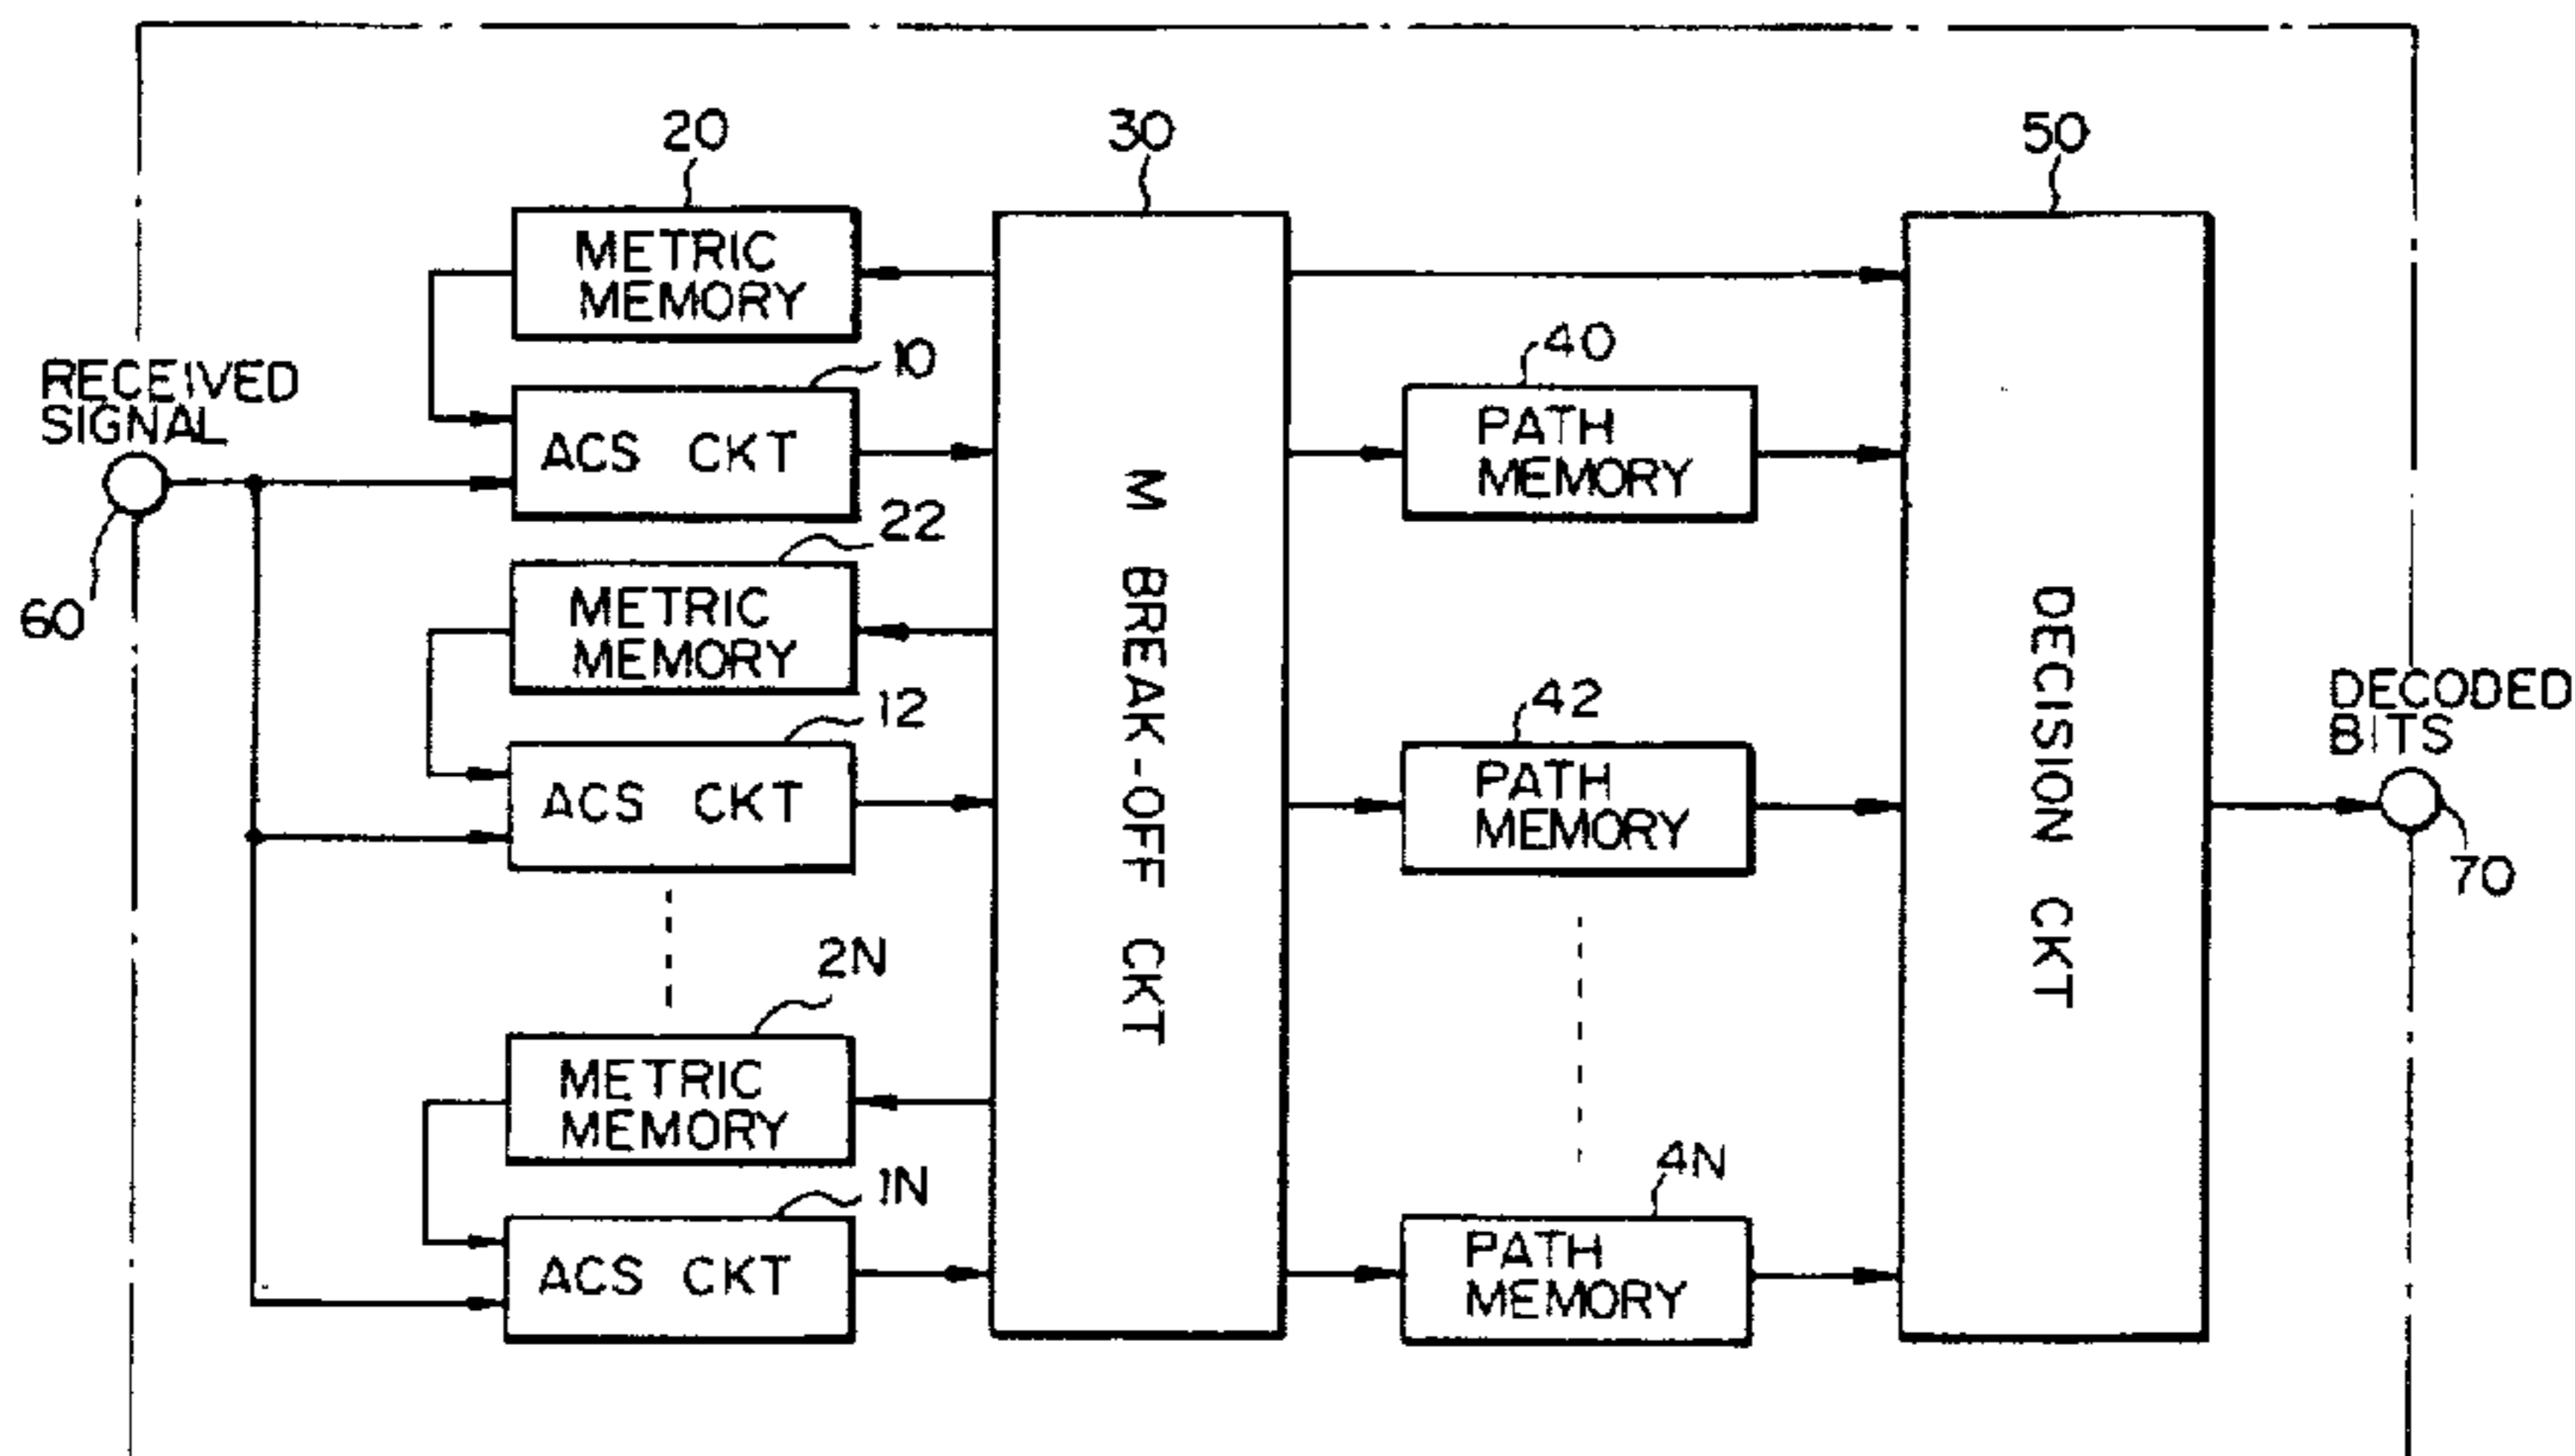 20
30
50
METRIC
MEMORY
10
40
RECEIVED
SIGNAL
ACS CKT
PATH
MEMORY
22
60
METRIC
MEMORY
M BREAK-OFF CKT
DECISION CKT
12
42
DECODED
BITS
ACS CKT
PATH
MEMORY
70
2N
METRIC
MEMORY
1N
4N
ACS CKT
PATH
MEMORY